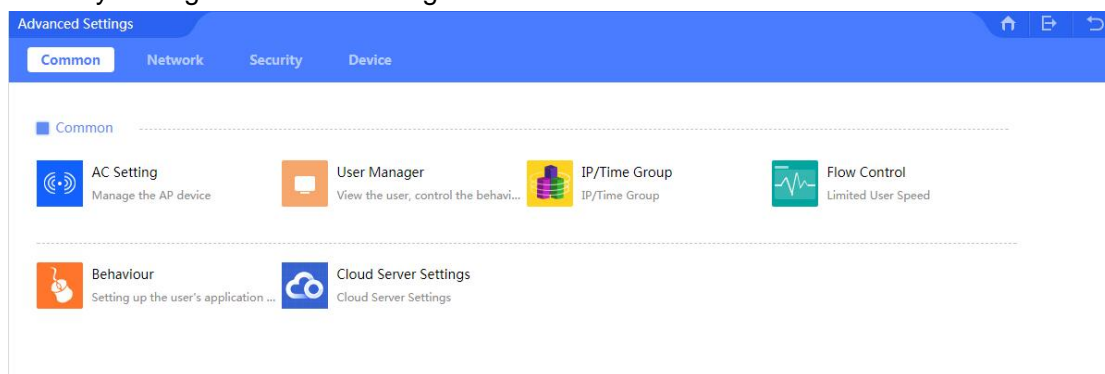 Advanced Settings
Common Network Security Device
Common
AC Setting User Manager IP/Time Group Flow Control
Manage the AP device View the user, control the behavi... IP/Time Group Limited User Speed
Behaviour Cloud Server Settings
Setting up the user's application ... Cloud Server Settings